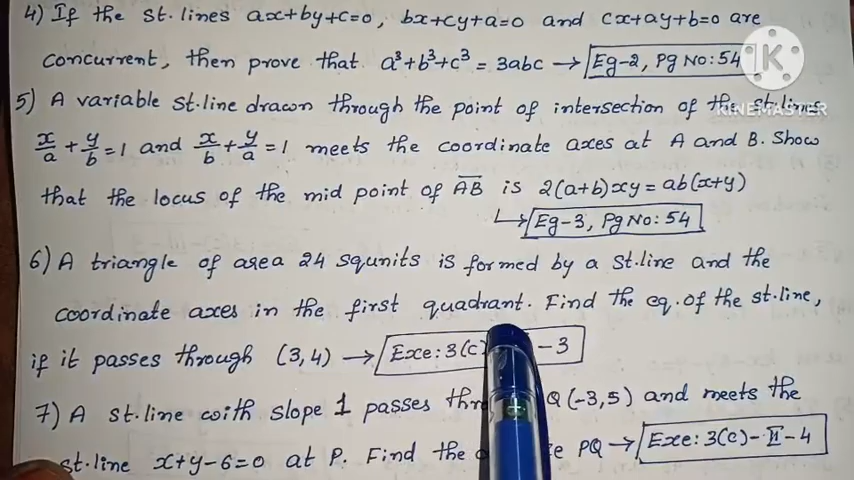 4) If the st. lines ax+by+c=0, bx+cy+a=0 and cx+ay+b=0 are
concurrent, then prove that a³+b³+c³ = 3abc → Eg-2, Pg No: 54
KINEMASTER
5) A variable st. line drawn through the point of intersection of the st. lines
x/a + y/b = 1 and x/b + y/a = 1 meets the coordinate axes at A and B. Show
that the locus of the mid point of AB is 2(a+b)xy = ab(x+y)
↳ Eg-3, Pg No: 54
6) A triangle of area 24 sq units is formed by a st. line and the
coordinate axes in the first quadrant. Find the eq. of the st. line,
if it passes through (3,4) → Exe: 3(c) -3
7) A st. line with slope 1 passes Q(-3,5) and meets the
st. line x+y-6=0 at P. Find the PQ → Exe: 3(c)-II-4